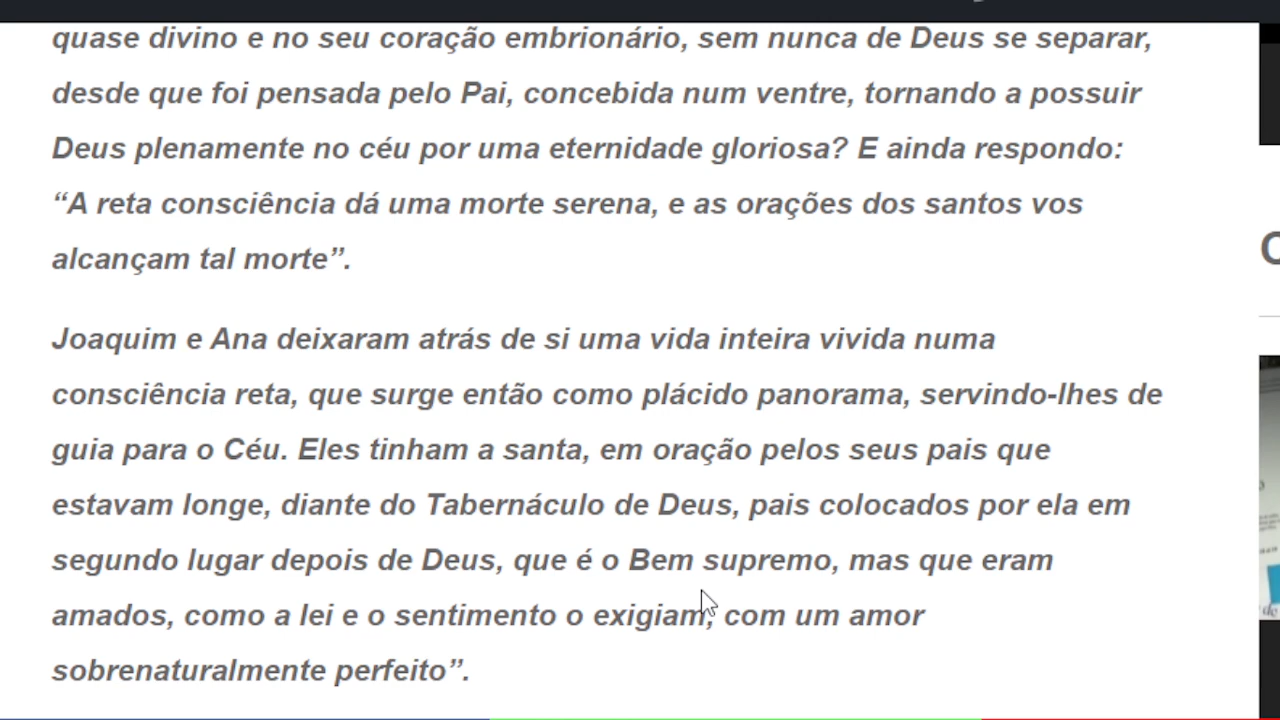 quase divino e no seu coração embrionário, sem nunca de Deus se separar,
desde que foi pensada pelo Pai, concebida num ventre, tornando a possuir
Deus plenamente no céu por uma eternidade gloriosa? E ainda respondo:
“A reta consciência dá uma morte serena, e as orações dos santos vos
alcançam tal morte”.
Joaquim e Ana deixaram atrás de si uma vida inteira vivida numa
consciência reta, que surge então como plácido panorama, servindo-lhes de
guia para o Céu. Eles tinham a santa, em oração pelos seus pais que
estavam longe, diante do Tabernáculo de Deus, pais colocados por ela em
segundo lugar depois de Deus, que é o Bem supremo, mas que eram
amados, como a lei e o sentimento o exigiam, com um amor
sobrenaturalmente perfeito”.